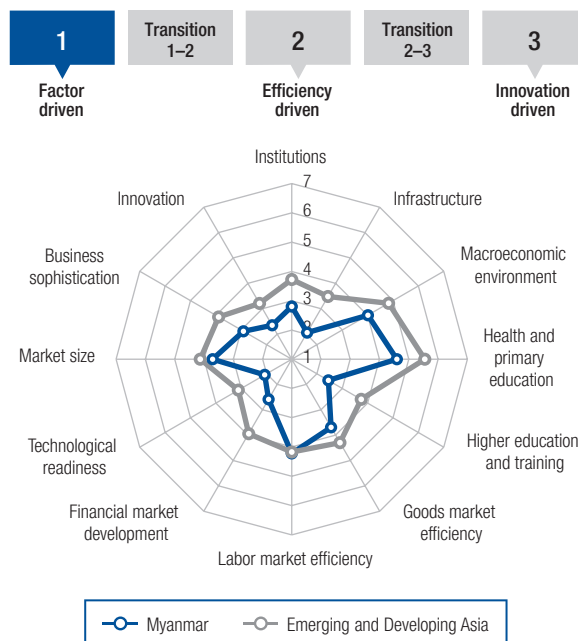 1
Transition
1–2
2
Transition
2–3
3
Factor
driven
Efficiency
driven
Innovation
driven
Institutions
Innovation
Infrastructure
Business
sophistication
Macroeconomic
environment
Market size
Health and
primary
education
Technological
readiness
Higher education
and training
Financial market
development
Goods market
efficiency
Labor market efficiency
7
6
5
4
3
2
1
Myanmar
Emerging and Developing Asia